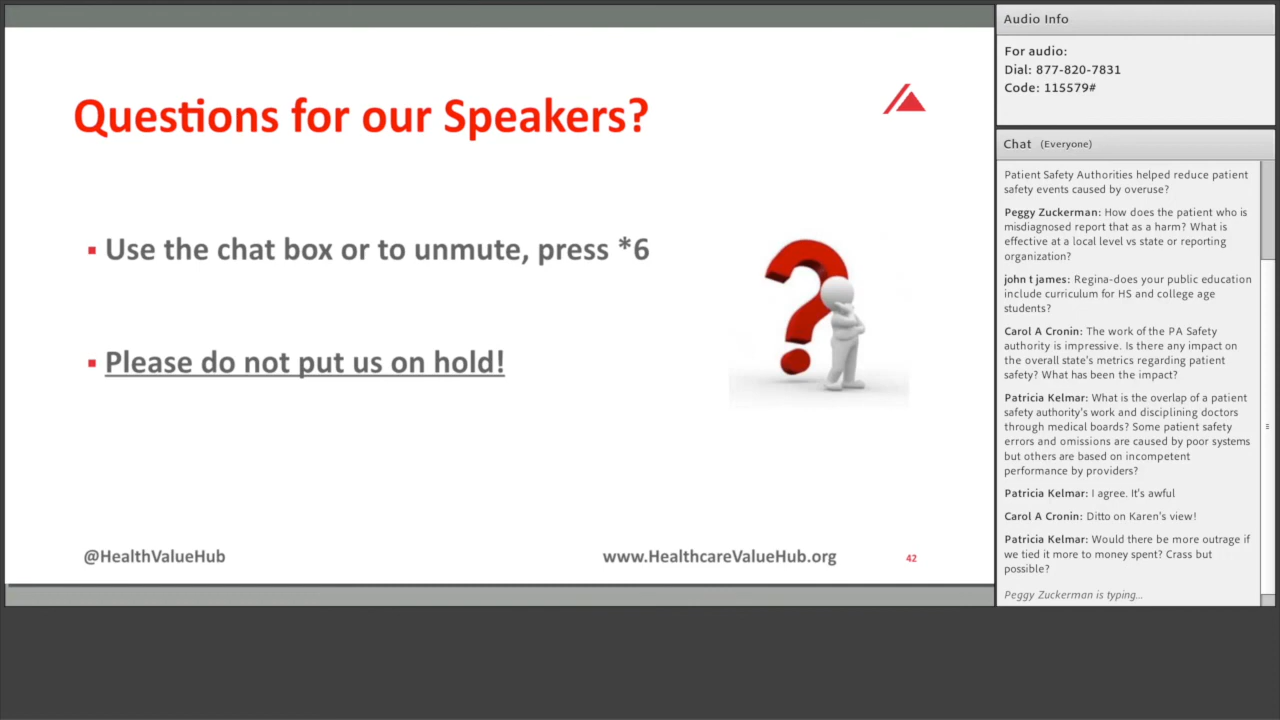 Questions for our Speakers?
▪ Use the chat box or to unmute, press *6
▪ Please do not put us on hold!
@HealthValueHub
www.HealthcareValueHub.org
42
Audio Info
For audio:
Dial: 877-820-7831
Code: 115579#
Chat (Everyone)
Patient Safety Authorities helped reduce patient
safety events caused by overuse?
Peggy Zuckerman: How does the patient who is
misdiagnosed report that as a harm? What is
effective at a local level vs state or reporting
organization?
john t james: Regina-does your public education
include curriculum for HS and college age
students?
Carol A Cronin: The work of the PA Safety
authority is impressive. Is there any impact on
the overall state's metrics regarding patient
safety? What has been the impact?
Patricia Kelmar: What is the overlap of a patient
safety authority's work and disciplining doctors
through medical boards? Some patient safety
errors and omissions are caused by poor systems
but others are based on incompetent
performance by providers?
Patricia Kelmar: I agree. It's awful
Carol A Cronin: Ditto on Karen's view!
Patricia Kelmar: Would there be more outrage if
we tied it more to money spent? Crass but
possible?
Peggy Zuckerman is typing...